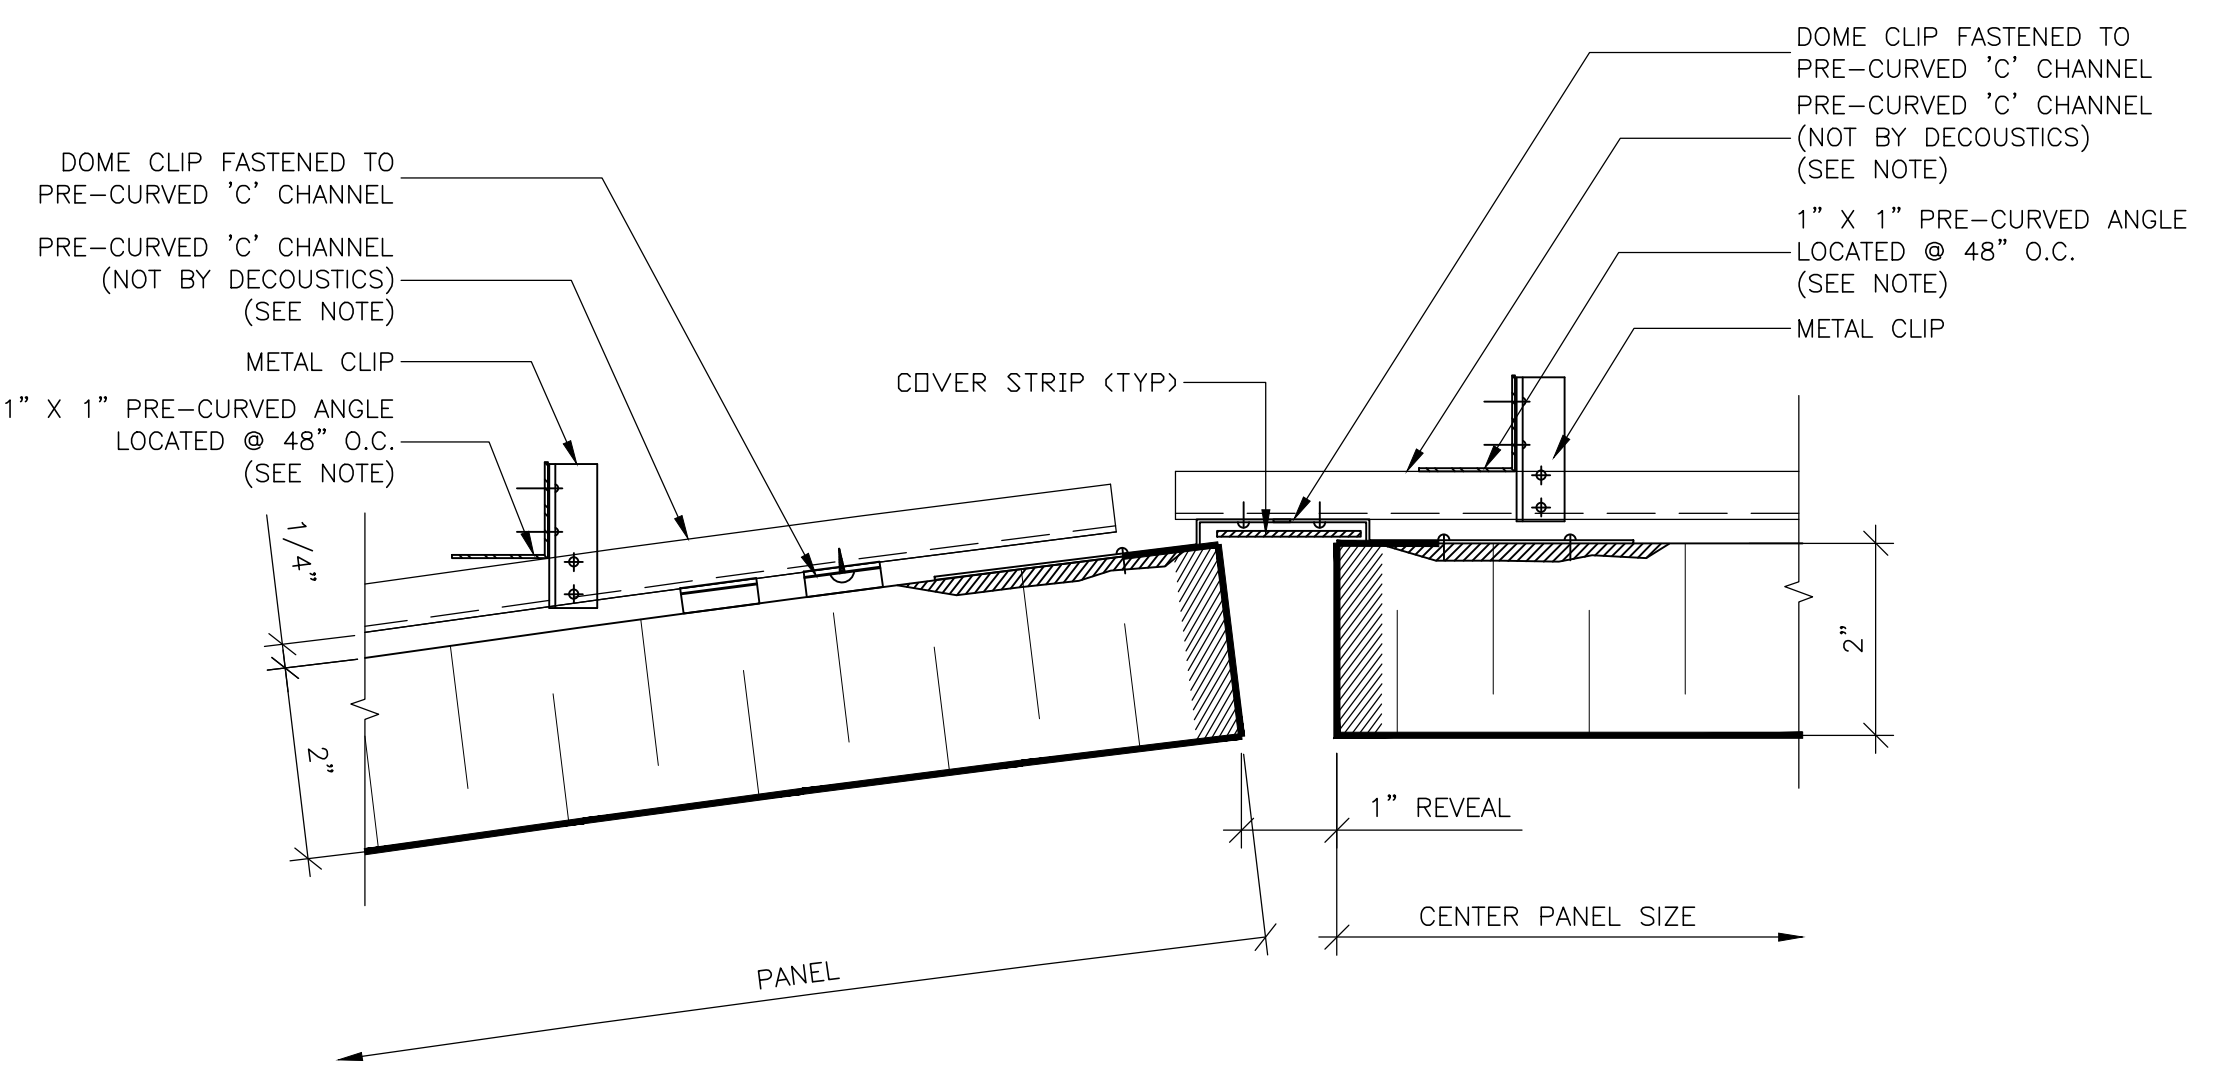 DOME CLIP FASTENED TO
PRE-CURVED 'C' CHANNEL
PRE-CURVED 'C' CHANNEL
(NOT BY DECOUSTICS)
(SEE NOTE)
METAL CLIP
1" X 1" PRE-CURVED ANGLE
LOCATED @ 48" O.C.
(SEE NOTE)
COVER STRIP (TYP)
DOME CLIP FASTENED TO
PRE-CURVED 'C' CHANNEL
PRE-CURVED 'C' CHANNEL
(NOT BY DECOUSTICS)
(SEE NOTE)
1" X 1" PRE-CURVED ANGLE
LOCATED @ 48" O.C.
(SEE NOTE)
METAL CLIP
1/4"
2"
2"
1" REVEAL
CENTER PANEL SIZE
PANEL